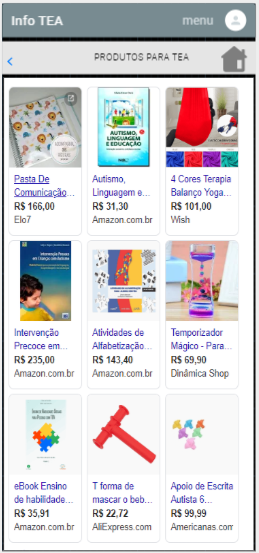 Info TEA
menu
PRODUTOS PARA TEA
AUTISMO,
LINGUAGEM
E EDUCAÇÃO
Pasta De
Comunicação...
R$ 166,00
Elo7
Autismo,
Linguagem e...
R$ 31,30
Amazon.com.br
4 Cores Terapia
Balanço Yoga...
R$ 101,00
Wish
Intervenção
Precoce em...
R$ 235,00
Amazon.com.br
Atividades de
Alfabetização...
R$ 143,40
Amazon.com.br
Temporizador
Mágico - Para...
R$ 69,90
Dinâmica Shop
eBook Ensino
de habilidade...
R$ 35,91
Amazon.com.br
T forma de
mascar o beb...
R$ 22,72
AliExpress.com
Apoio de Escrita
Autista 6...
R$ 99,99
Americanas.com